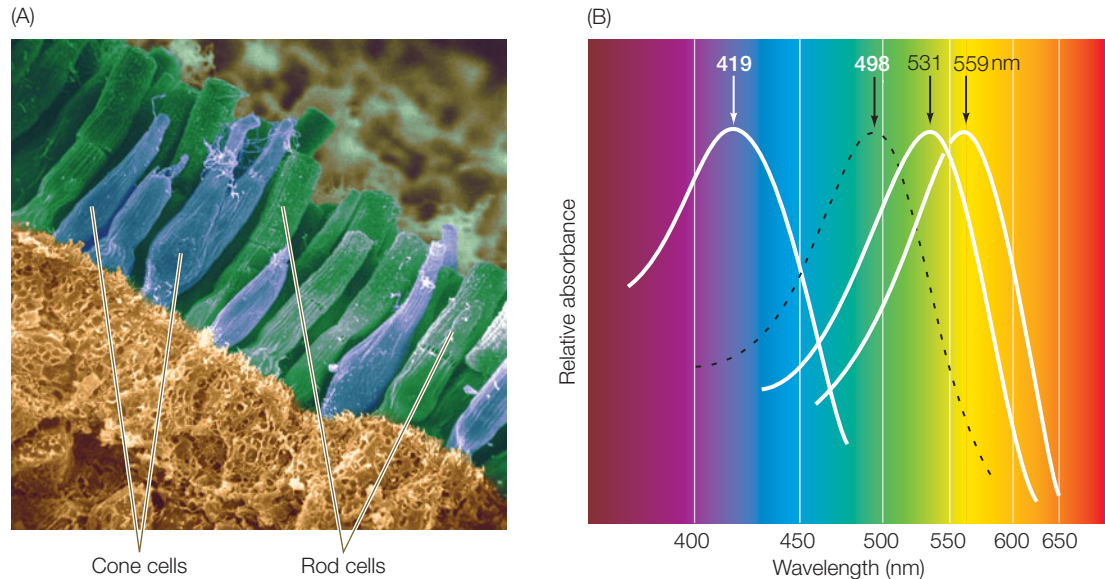 (A)
(B)
419
498
531
559 nm
Relative absorbance
400
450
500
550
600
650
Wavelength (nm)
Cone cells
Rod cells